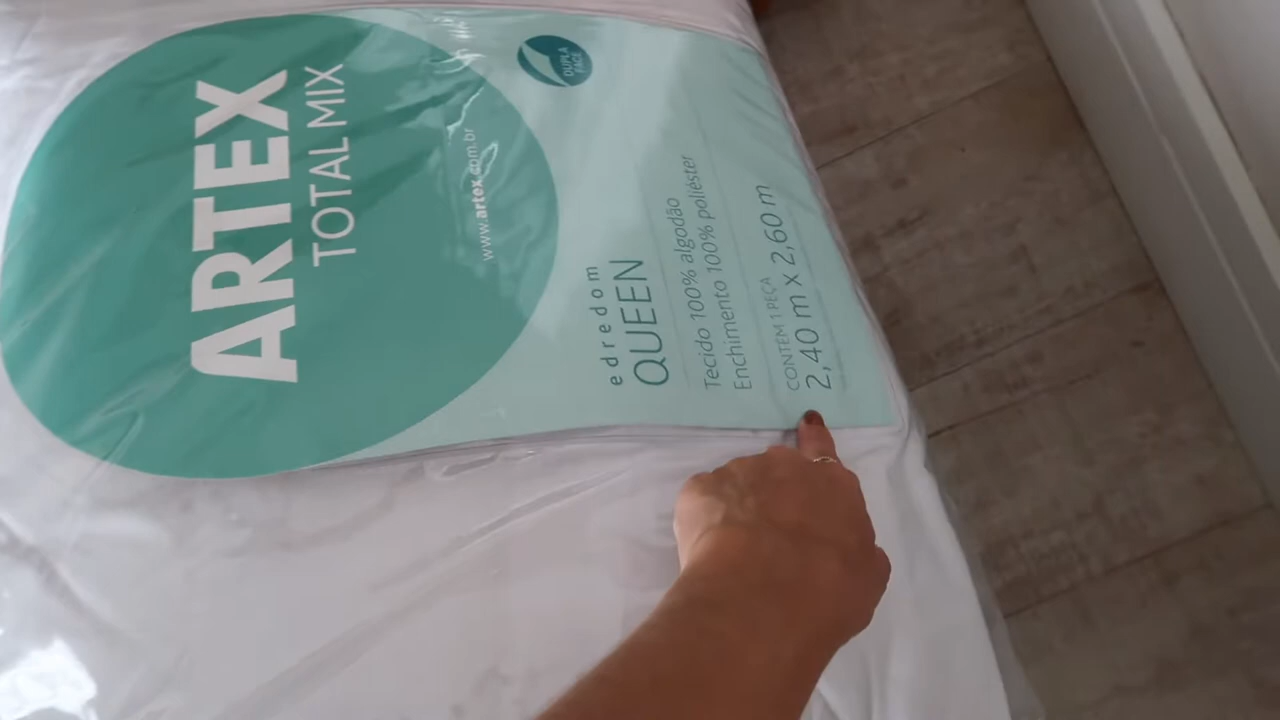 ARTEX
TOTAL MIX
www.artex.com.br
DUPLA
FACE
edredom
QUEEN
Tecido 100% algodão
Enchimento 100% poliéster
CONTÉM 1 PEÇA
2,40 m x 2,60 m